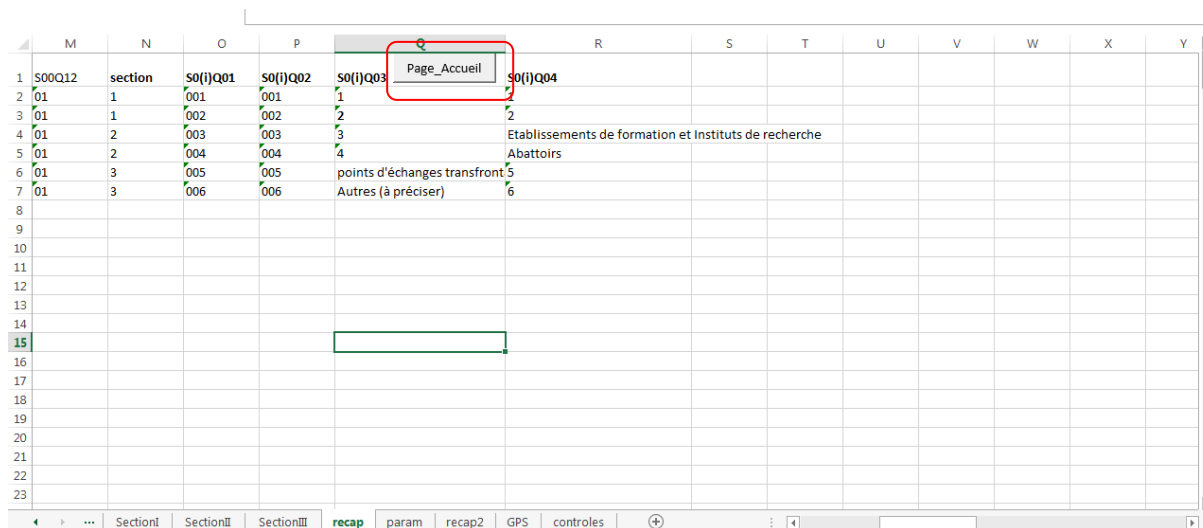 M N O P Q R S T U V W X Y
Page_Accueil
1 S00Q12 section S0(i)Q01 S0(i)Q02 S0(i)Q03 S0(i)Q04
2 01 1 001 001 1 1
3 01 1 002 002 2 2
4 01 2 003 003 3 Etablissements de formation et Instituts de recherche
5 01 2 004 004 4 Abattoirs
6 01 3 005 005 points d'échanges transfront 5
7 01 3 006 006 Autres (à préciser) 6
8
9
10
11
12
13
14
15
16
17
18
19
20
21
22
23
... SectionI SectionII SectionIII recap param recap2 GPS controles